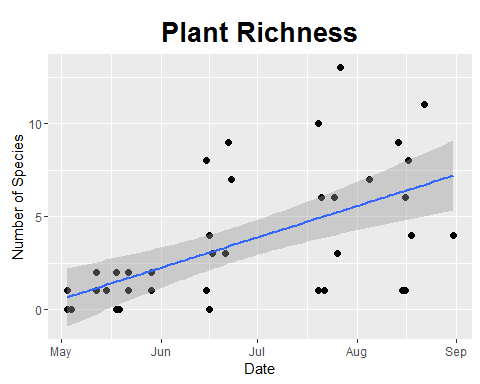 Plant Richness
Number of Species
10
5
0
May Jun Jul Aug Sep
Date